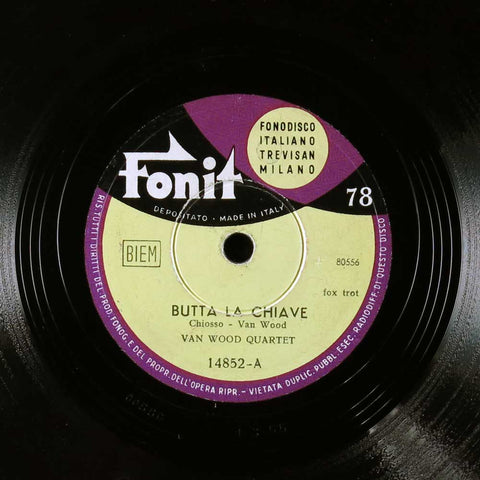 FONODISCO
ITALIANO
TREVISAN
MILANO
Fonit
78
DEPOSITATO - MADE IN ITALY
BIEM
80556
fox trot
BUTTA LA CHIAVE
Chiosso - Van Wood
VAN WOOD QUARTET
14852-A
RIS.TUTTI I DIRITTI DEL PROD.FONOG. E DEL PROPR. DELL'OPERA RIPR. - VIETATA DUPLIC. PUBBL. ESEC. RADIODIFF. DI QUESTO DISCO